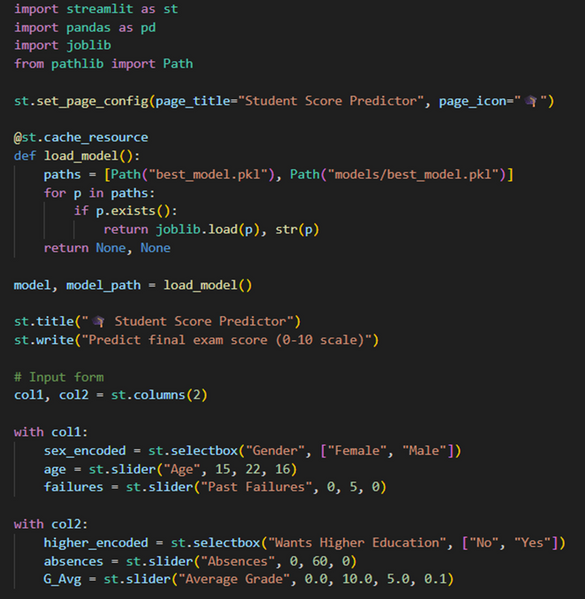 import streamlit as st
import pandas as pd
import joblib
from pathlib import Path
st.set_page_config(page_title="Student Score Predictor", page_icon="🎓")
@st.cache_resource
def load_model():
    paths = [Path("best_model.pkl"), Path("models/best_model.pkl")]
    for p in paths:
        if p.exists():
            return joblib.load(p), str(p)
    return None, None
model, model_path = load_model()
st.title("🎓 Student Score Predictor")
st.write("Predict final exam score (0-10 scale)")
# Input form
col1, col2 = st.columns(2)
with col1:
    sex_encoded = st.selectbox("Gender", ["Female", "Male"])
    age = st.slider("Age", 15, 22, 16)
    failures = st.slider("Past Failures", 0, 5, 0)
with col2:
    higher_encoded = st.selectbox("Wants Higher Education", ["No", "Yes"])
    absences = st.slider("Absences", 0, 60, 0)
    G_Avg = st.slider("Average Grade", 0.0, 10.0, 5.0, 0.1)